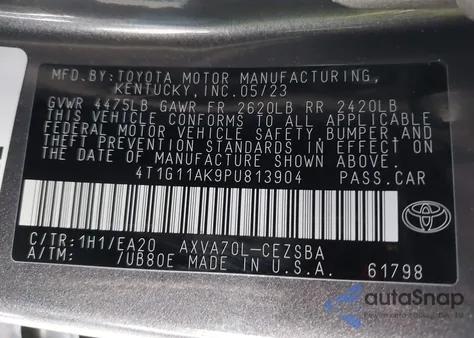 MFD.BY:TOYOTA MOTOR MANUFACTURING,
KENTUCKY, INC. 05/23
GVWR 4475LB GAWR FR 2620LB RR 2420LB
THIS VEHICLE CONFORMS TO ALL APPLICABLE
FEDERAL MOTOR VEHICLE SAFETY, BUMPER, AND
THEFT PREVENTION STANDARDS IN EFFECT ON
THE DATE OF MANUFACTURE SHOWN ABOVE.
4T1G11AK9PU813904 PASS.CAR
C/TR:1H1/EA20 AXVA70L-CEZSBA
A/TM: /UB80E MADE IN U.S.A. 61798
autoSnap